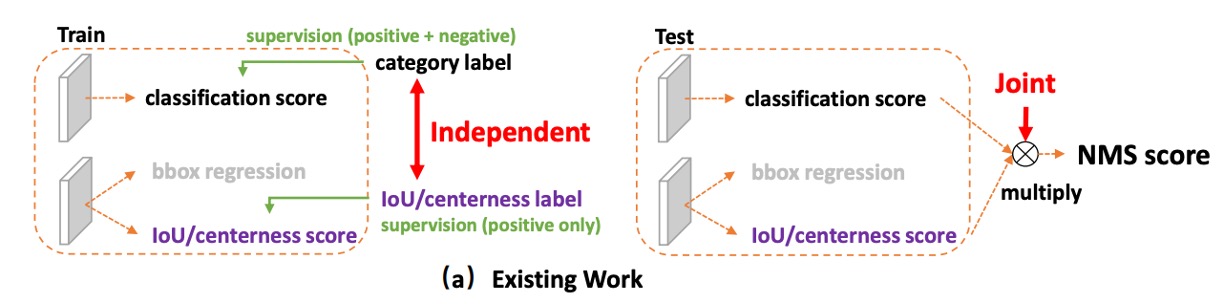 Train
supervision (positive + negative)
category label
classification score
Independent
bbox regression
IoU/centerness label
supervision (positive only)
IoU/centerness score
Test
classification score
Joint
NMS score
multiply
bbox regression
IoU/centerness score
(a) Existing Work